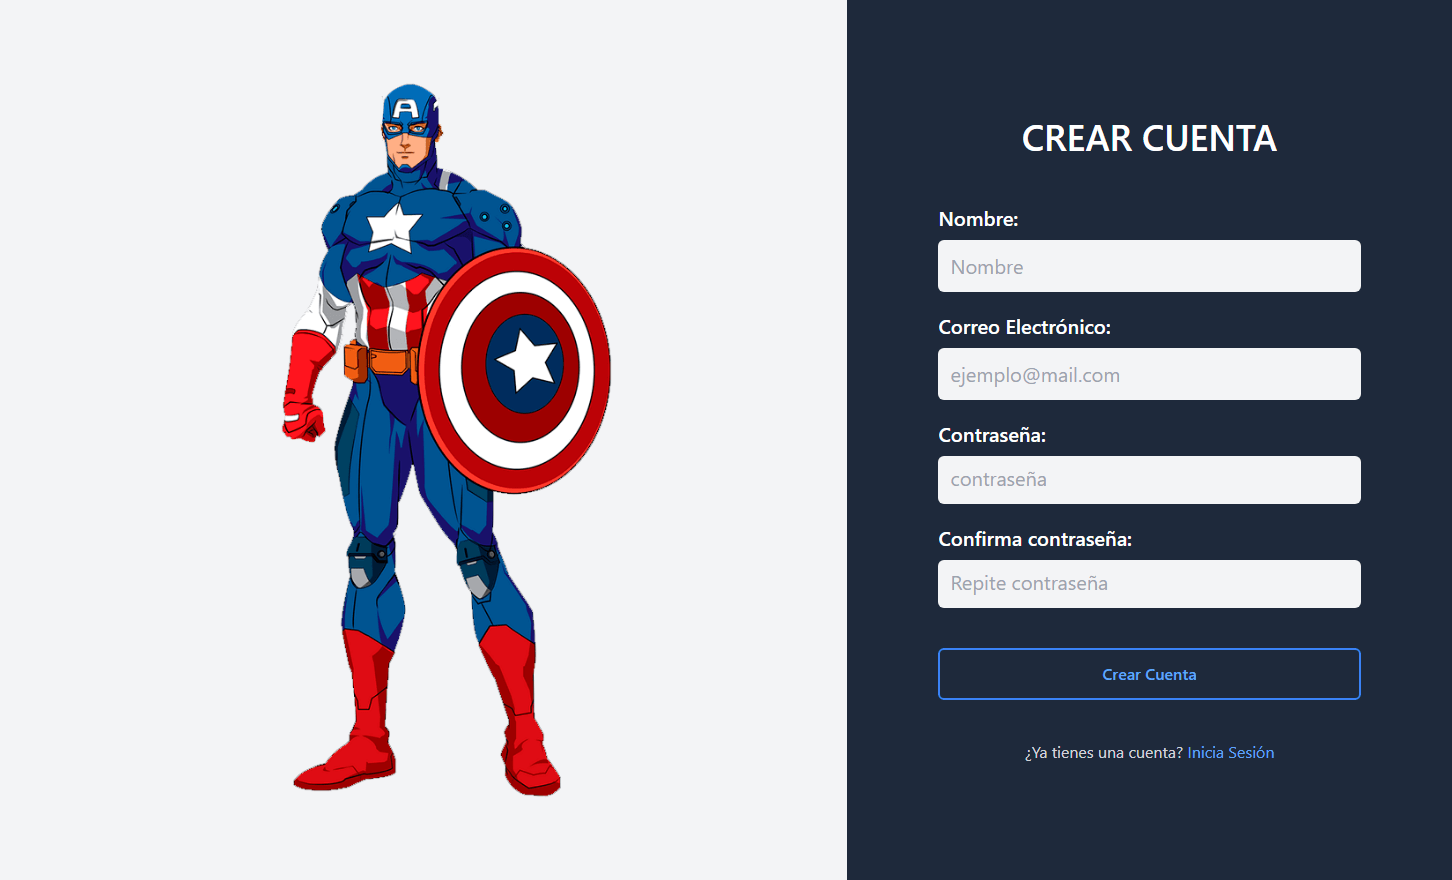 A
CREAR CUENTA
Nombre:
Nombre
Correo Electrónico:
ejemplo@mail.com
Contraseña:
contraseña
Confirma contraseña:
Repite contraseña
Crear Cuenta
¿Ya tienes una cuenta? Inicia Sesión